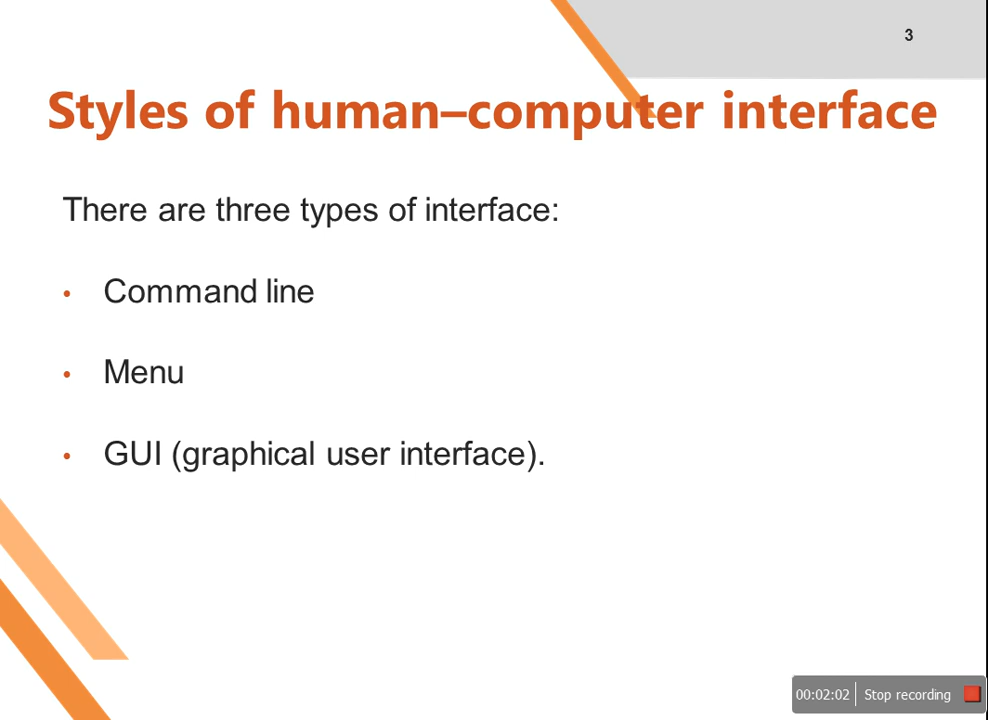 3
Styles of human–computer interface
There are three types of interface:
• Command line
• Menu
• GUI (graphical user interface).
00:02:02 Stop recording